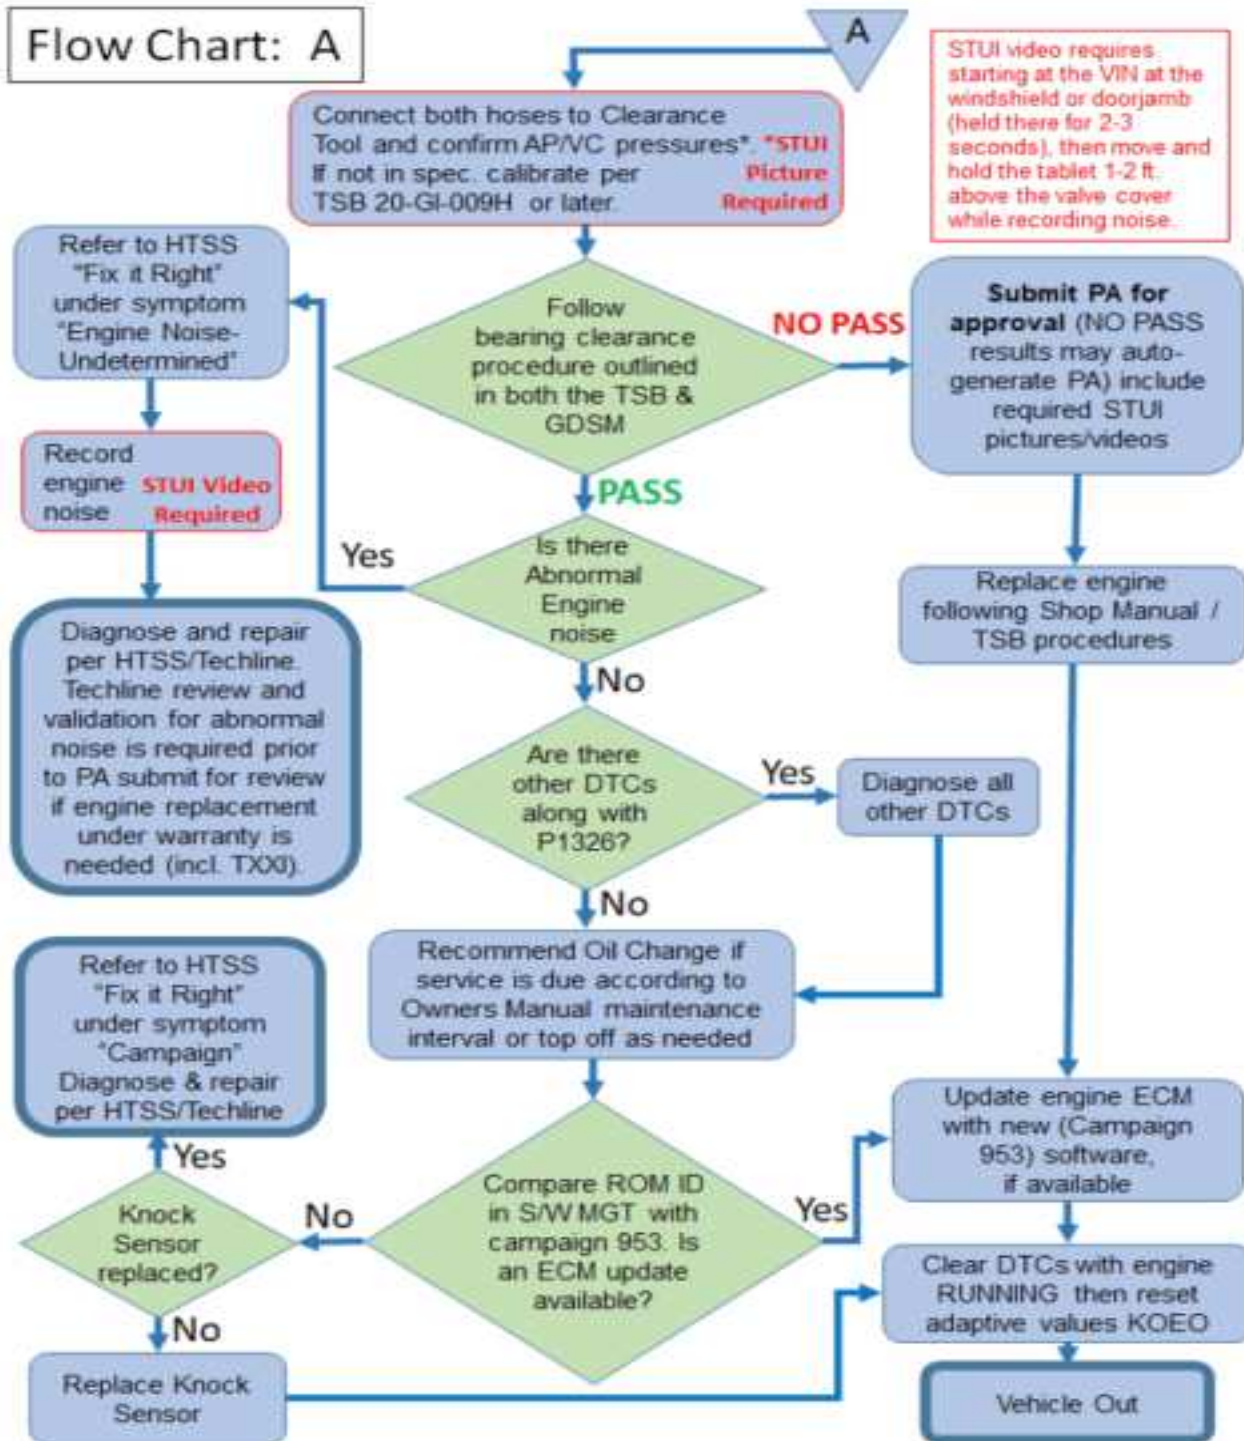 Flow Chart: A
A
STUI video requires
starting at the VIN at the
windshield or doorjamb
(held there for 2-3
seconds), then move and
hold the tablet 1-2 ft.
above the valve cover
while recording noise.
Connect both hoses to Clearance
Tool and confirm AP/VC pressures*. *STUI
If not in spec. calibrate per Picture
TSB 20-GI-009H or later. Required
Refer to HTSS
"Fix it Right"
under symptom
"Engine Noise-
Undetermined"
Follow
bearing clearance
procedure outlined
in both the TSB &
GDSM
NO PASS
Submit PA for
approval (NO PASS
results may auto-
generate PA) include
required STUI
pictures/videos
PASS
Record
engine STUI Video
noise Required
Yes
Is there
Abnormal
Engine
noise
Replace engine
following Shop Manual /
TSB procedures
Diagnose and repair
per HTSS/Techline.
Techline review and
validation for abnormal
noise is required prior
to PA submit for review
if engine replacement
under warranty is
needed (incl. TXXI).
No
Are there
other DTCs
along with
P1326?
Yes
Diagnose all
other DTCs
No
Recommend Oil Change if
service is due according to
Owners Manual maintenance
interval or top off as needed
Refer to HTSS
"Fix it Right"
under symptom
"Campaign"
Diagnose & repair
per HTSS/Techline
Yes
Knock
Sensor
replaced?
No
Compare ROM ID
in S/W MGT with
campaign 953. Is
an ECM update
available?
Yes
Update engine ECM
with new (Campaign
953) software,
if available
Clear DTCs with engine
RUNNING then reset
adaptive values KOEO
No
Replace Knock
Sensor
Vehicle Out